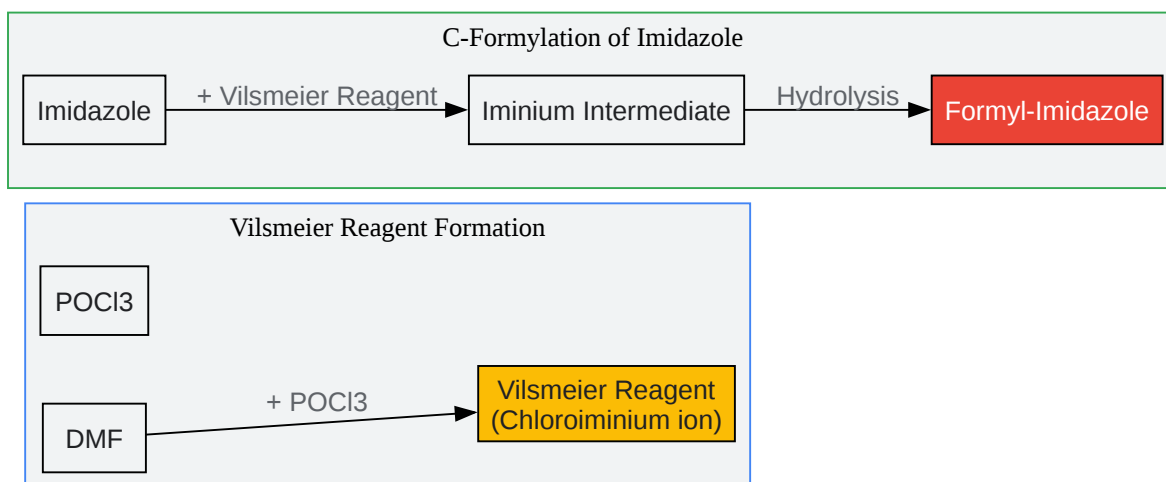 C-Formylation of Imidazole
Imidazole
+ Vilsmeier Reagent
Iminium Intermediate
Hydrolysis
Formyl-Imidazole
Vilsmeier Reagent Formation
POCl3
DMF
+ POCl3
Vilsmeier Reagent
(Chloroiminium ion)